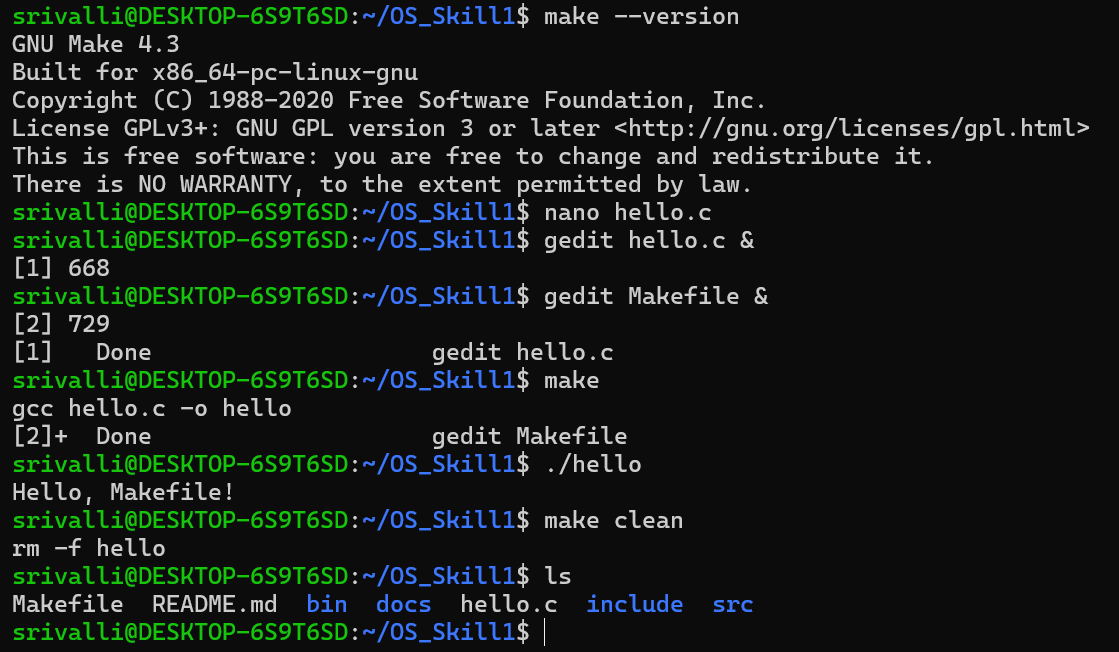 srivalli@DESKTOP-6S9T6SD:~/OS_Skill1$ make --version
GNU Make 4.3
Built for x86_64-pc-linux-gnu
Copyright (C) 1988-2020 Free Software Foundation, Inc.
License GPLv3+: GNU GPL version 3 or later <http://gnu.org/licenses/gpl.html>
This is free software: you are free to change and redistribute it.
There is NO WARRANTY, to the extent permitted by law.
srivalli@DESKTOP-6S9T6SD:~/OS_Skill1$ nano hello.c
srivalli@DESKTOP-6S9T6SD:~/OS_Skill1$ gedit hello.c &
[1] 668
srivalli@DESKTOP-6S9T6SD:~/OS_Skill1$ gedit Makefile &
[2] 729
[1]   Done                    gedit hello.c
srivalli@DESKTOP-6S9T6SD:~/OS_Skill1$ make
gcc hello.c -o hello
[2]+  Done                    gedit Makefile
srivalli@DESKTOP-6S9T6SD:~/OS_Skill1$ ./hello
Hello, Makefile!
srivalli@DESKTOP-6S9T6SD:~/OS_Skill1$ make clean
rm -f hello
srivalli@DESKTOP-6S9T6SD:~/OS_Skill1$ ls
Makefile  README.md  bin  docs  hello.c  include  src
srivalli@DESKTOP-6S9T6SD:~/OS_Skill1$